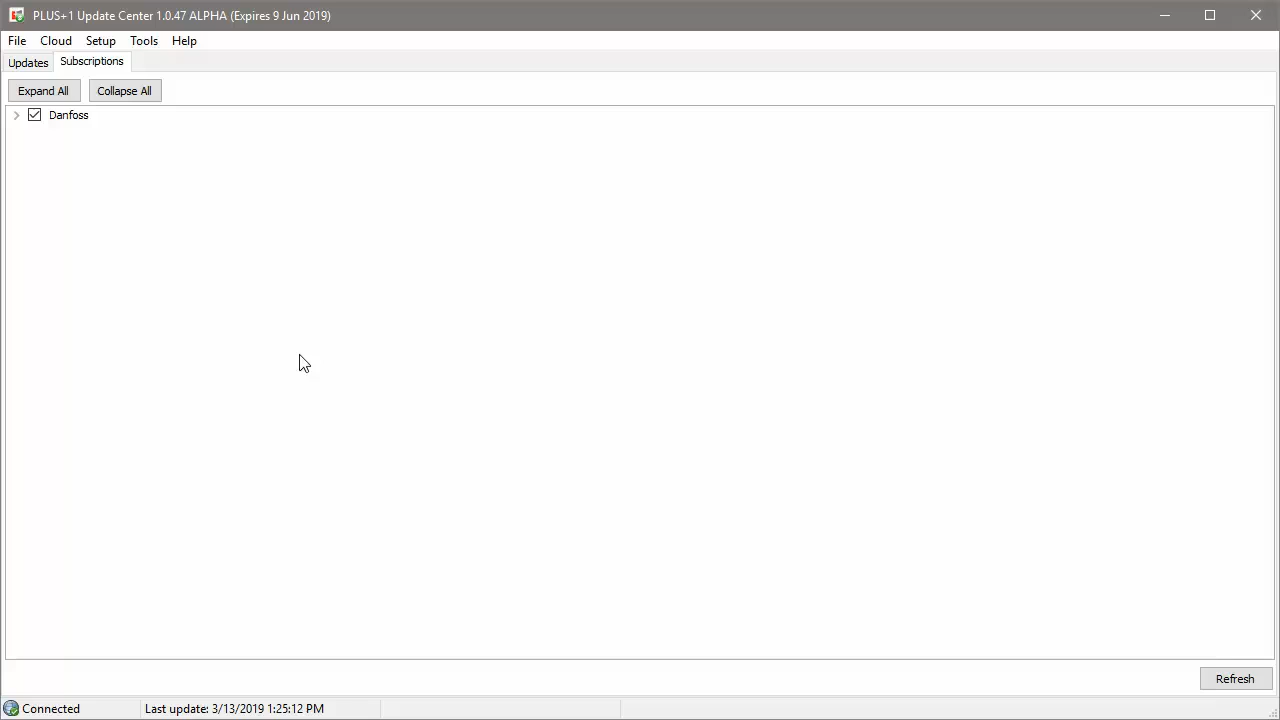 PLUS+1 Update Center 1.0.47 ALPHA (Expires 9 Jun 2019)
File Cloud Setup Tools Help
Updates Subscriptions
Expand All Collapse All
Danfoss
Refresh
Connected Last update: 3/13/2019 1:25:12 PM